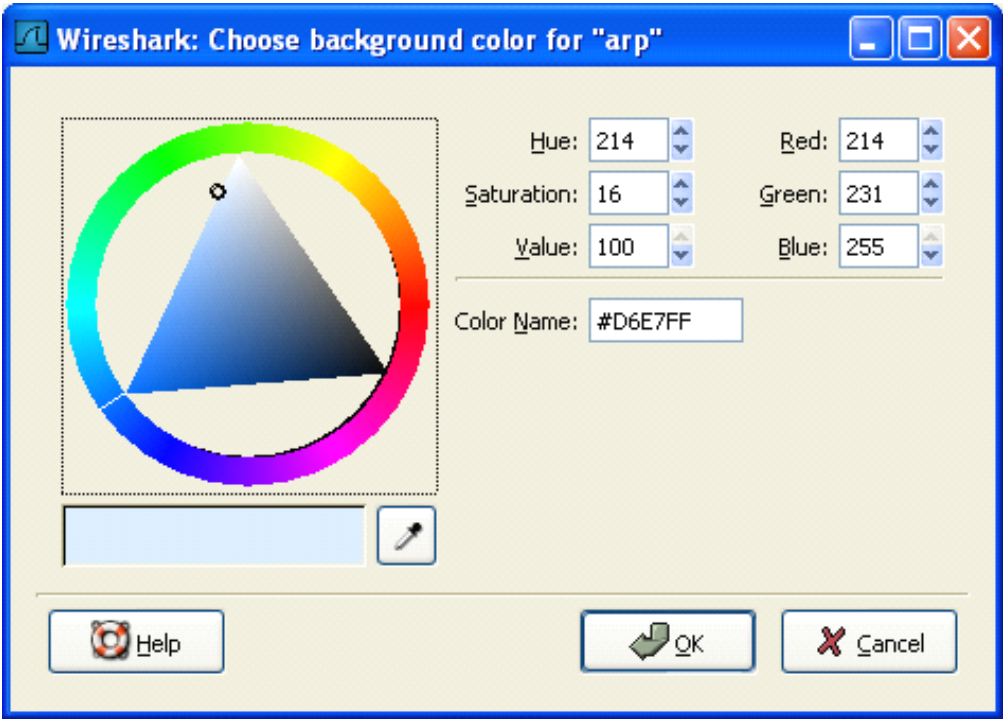 Wireshark: Choose background color for "arp"
Hue: 214 Red: 214
Saturation: 16 Green: 231
Value: 100 Blue: 255
Color Name: #D6E7FF
Help OK Cancel